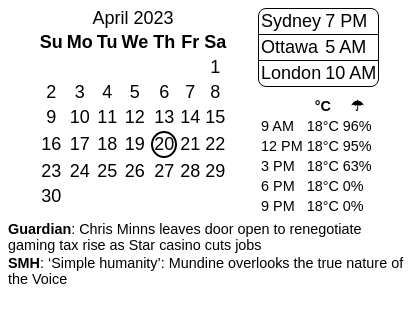 April 2023
Su Mo Tu We Th Fr Sa
1
2 3 4 5 6 7 8
9 10 11 12 13 14 15
16 17 18 19 20 21 22
23 24 25 26 27 28 29
30
Sydney 7 PM
Ottawa 5 AM
London 10 AM
°C ☂
9 AM 18°C 96%
12 PM 18°C 95%
3 PM 18°C 63%
6 PM 18°C 0%
9 PM 18°C 0%
Guardian: Chris Minns leaves door open to renegotiate
gaming tax rise as Star casino cuts jobs
SMH: ‘Simple humanity’: Mundine overlooks the true nature of
the Voice